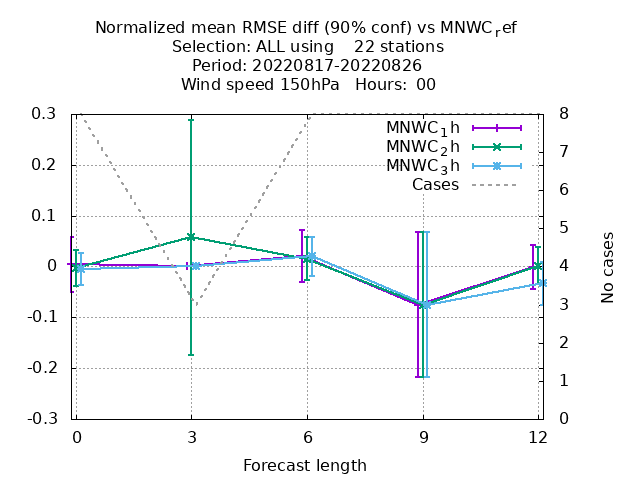 Normalized mean RMSE diff (90% conf) vs MNWC_ref
Selection: ALL using    22 stations
Period: 20220817-20220826
Wind speed 150hPa   Hours: 00
0.3
0.2
0.1
0
-0.1
-0.2
-0.3
8
7
6
5
4
3
2
1
0
MNWC_1h
MNWC_2h
MNWC_3h
Cases
No cases
0 3 6 9 12
Forecast length